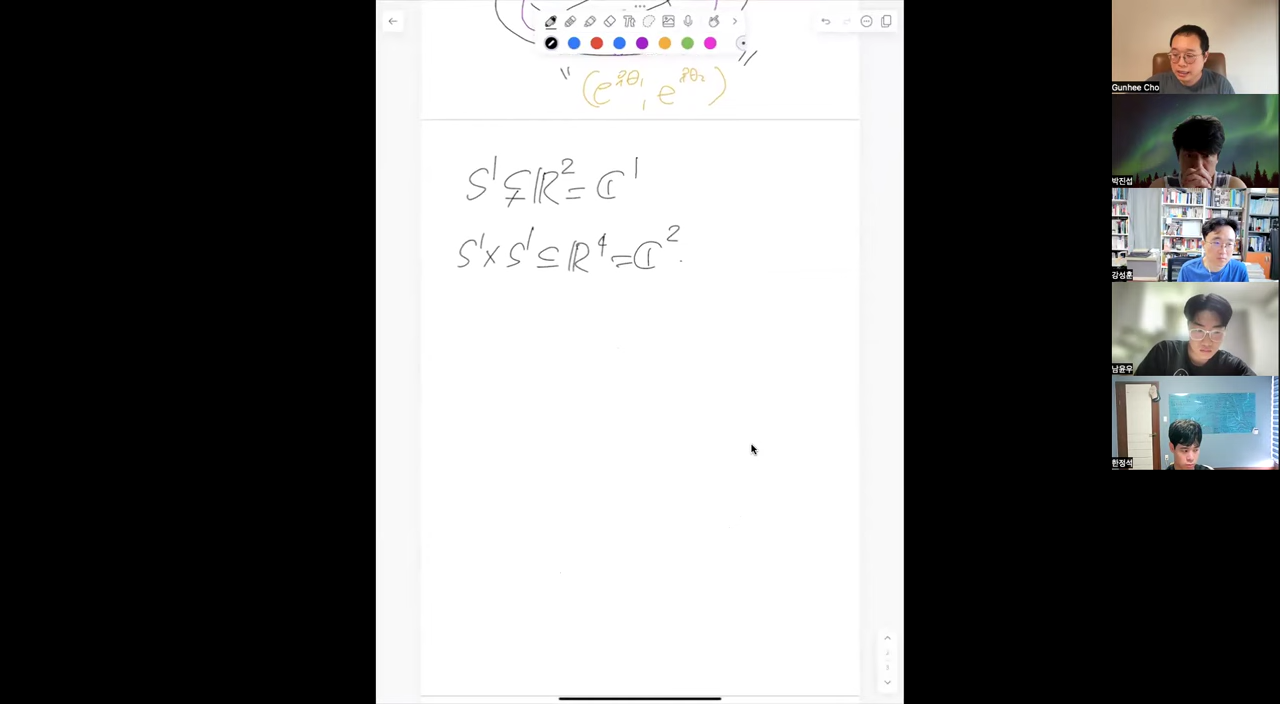 " (e^{iθ₁}, e^{iθ₂}) "
S¹ ⊊ ℝ² = ℂ¹
S¹ × S¹ ⊆ ℝ⁴ = ℂ².
Gunhee Cho
박진섭
강성훈
남윤우
한정석